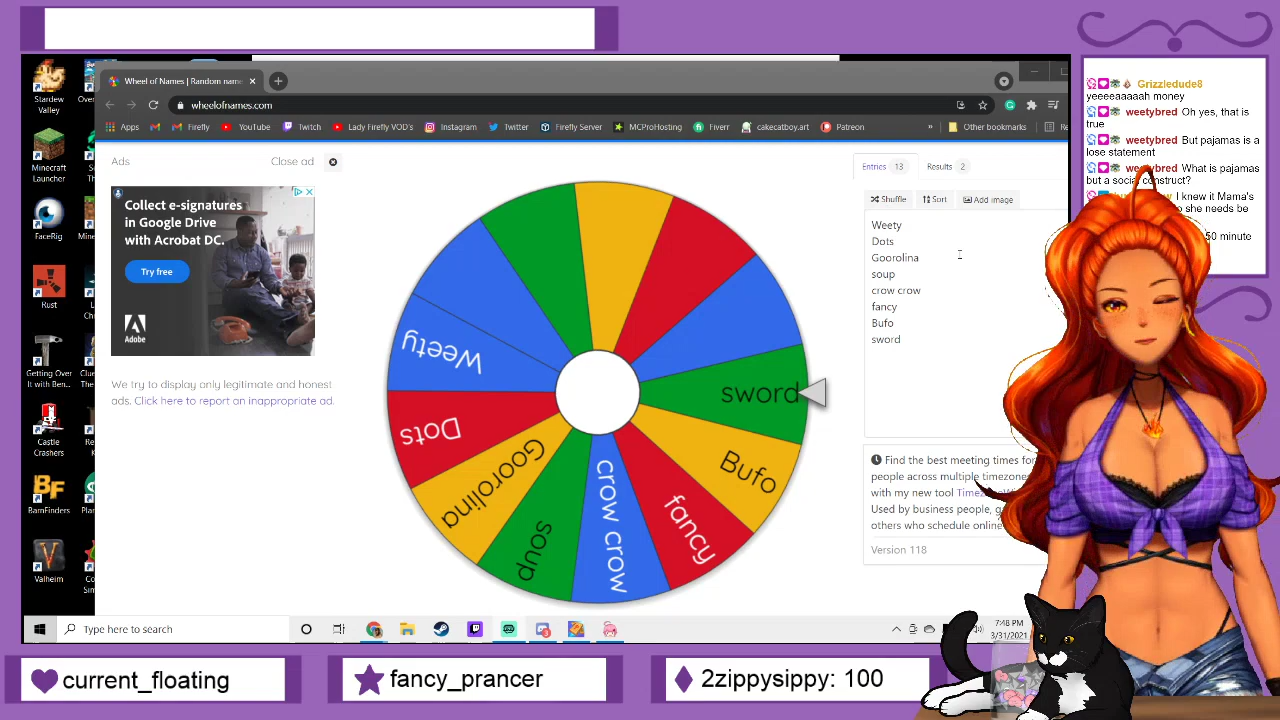 Stardew
Valley
Over
Minecraft
Launcher
FaceRig
Rust
Getting Over
It with Ben...
Castle
Crashers
BarnFinders
Valheim
Wheel of Names | Random name
wheelofnames.com
Apps
Firefly
YouTube
Twitch
Lady Firefly VOD's
Instagram
Twitter
Firefly Server
MCProHosting
Fiverr
cakecatboy.art
Patreon
»
Other bookmarks
Ads
Close ad
Collect e-signatures
in Google Drive
with Acrobat DC.
Try free
Adobe
We try to display only legitimate and honest
ads. Click here to report an inappropriate ad.
Weety
Dots
Goorolina
soup
crow crow
fancy
Bufo
sword
Entries 13
Results 2
Shuffle
Sort
Add image
Weety
Dots
Goorolina
soup
crow crow
fancy
Bufo
sword
Find the best meeting times for
people across multiple timezones
with my new tool
Used by business people,
others who schedule online
Version 118
Grizzledude8
yeeeeaaaah money
weetybred Oh yes, that is
true
weetybred But pajamas is a
lose statement
weetybred What is pajamas
but a social construct?
I knew it Mama's
she needs be
50 minute
Type here to search
7:48 PM
3/31/2021
current_floating
fancy_prancer
2zippysippy: 100